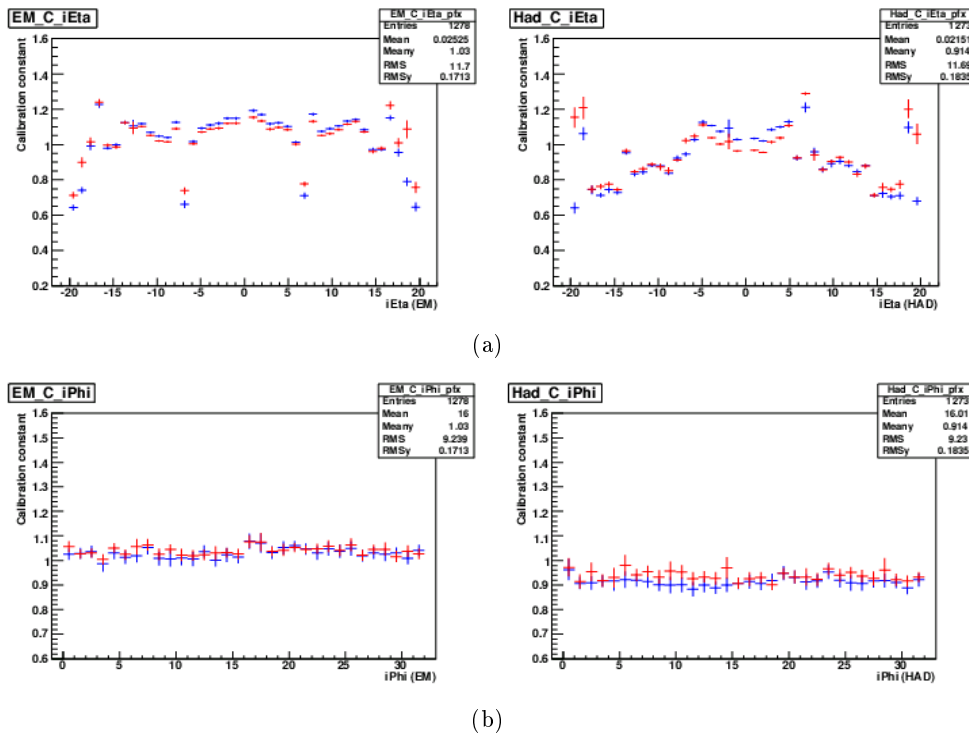 EM_C_iEta
EM_C_iEta_pfx
Entries 1278
Mean 0.02525
Meany 1.03
RMS 11.7
RMSy 0.1713
Calibration constant
1.6
1.4
1.2
1
0.8
0.6
0.4
0.2
-20 -15 -10 -5 0 5 10 15 20
iEta (EM)
Had_C_iEta
Had_C_iEta_pfx
Entries 1273
Mean 0.02151
Meany 0.914
RMS 11.69
RMSy 0.1835
Calibration constant
1.6
1.4
1.2
1
0.8
0.6
0.4
0.2
-20 -15 -10 -5 0 5 10 15 20
iEta (HAD)
(a)
EM_C_iPhi
EM_C_iPhi_pfx
Entries 1278
Mean 16
Meany 1.03
RMS 9.239
RMSy 0.1713
Calibration constant
1.6
1.5
1.4
1.3
1.2
1.1
1
0.9
0.8
0.7
0.6
0 5 10 15 20 25 30
iPhi (EM)
Had_C_iPhi
Had_C_iPhi_pfx
Entries 1273
Mean 16.01
Meany 0.914
RMS 9.23
RMSy 0.1835
Calibration constant
1.6
1.5
1.4
1.3
1.2
1.1
1
0.9
0.8
0.7
0.6
0 5 10 15 20 25 30
iPhi (HAD)
(b)